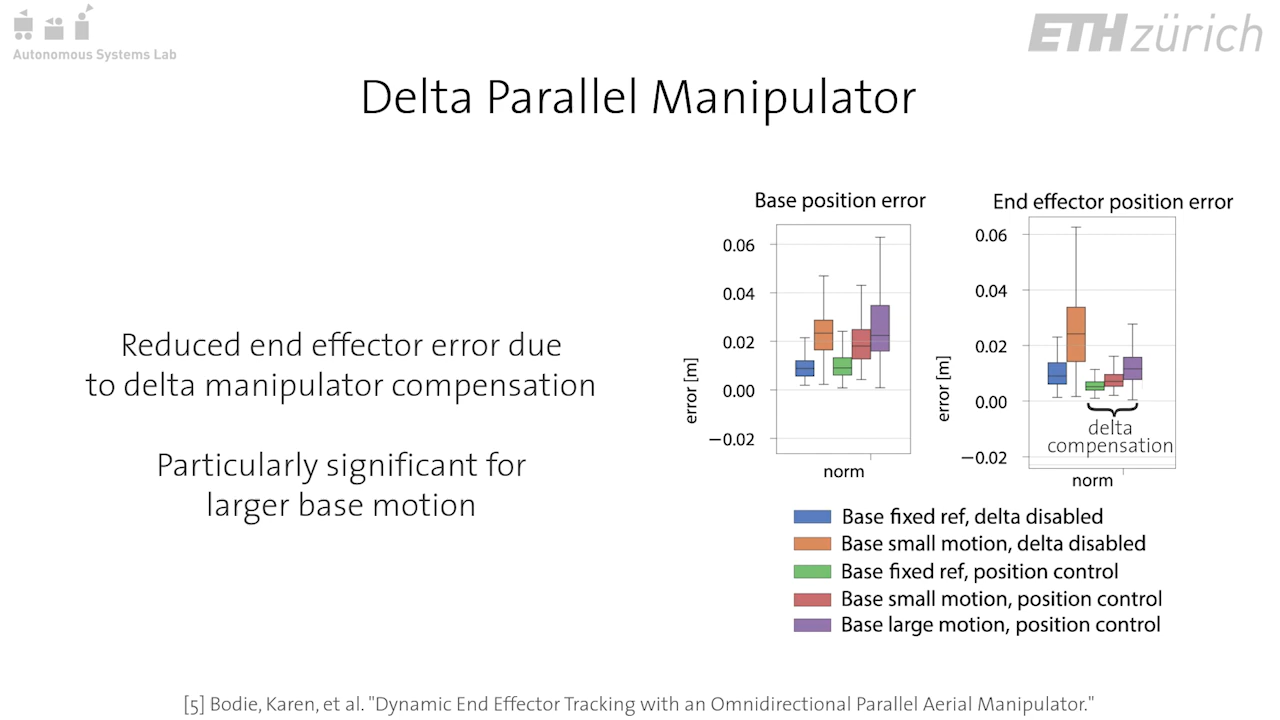 Autonomous Systems Lab
ETH zürich
Delta Parallel Manipulator
Reduced end effector error due
to delta manipulator compensation
Particularly significant for
larger base motion
Base position error
0.06
0.04
0.02
0.00
−0.02
error [m]
norm
End effector position error
0.06
0.04
0.02
0.00
−0.02
error [m]
delta
compensation
norm
Base fixed ref, delta disabled
Base small motion, delta disabled
Base fixed ref, position control
Base small motion, position control
Base large motion, position control
[5] Bodie, Karen, et al. "Dynamic End Effector Tracking with an Omnidirectional Parallel Aerial Manipulator."